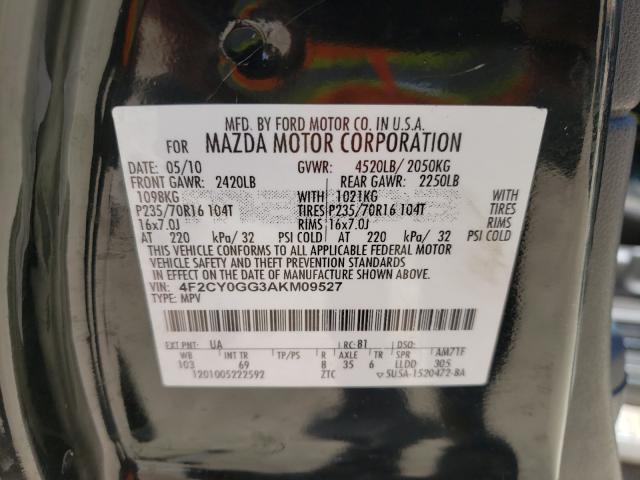 MFD. BY FORD MOTOR CO. IN U.S.A.
FOR MAZDA MOTOR CORPORATION
DATE: 05/10 GVWR: 4520LB/ 2050KG
FRONT GAWR: 2420LB REAR GAWR: 2250LB
1098KG WITH 1021KG WITH
P235/70R16 104T TIRES P235/70R16 104T TIRES
16x7.0J RIMS 16x7.0J RIMS
AT 220 kPa/ 32 PSI COLD AT 220 kPa/ 32 PSI COLD
THIS VEHICLE CONFORMS TO ALL APPLICABLE FEDERAL MOTOR
VEHICLE SAFETY AND THEFT PREVENTION STANDARDS
IN EFFECT ON THE DATE OF MANUFACTURE SHOWN ABOVE.
VIN: 4F2CY0GG3AKM09527
TYPE: MPV
EXT PNT: UA RC: 81 DSO:
WB INT TR TP/PS R AXLE TR SPR AM7TF
103 69 8 35 6 LLDD 305
1201005222592 ZTC SU5A-1520472-BA